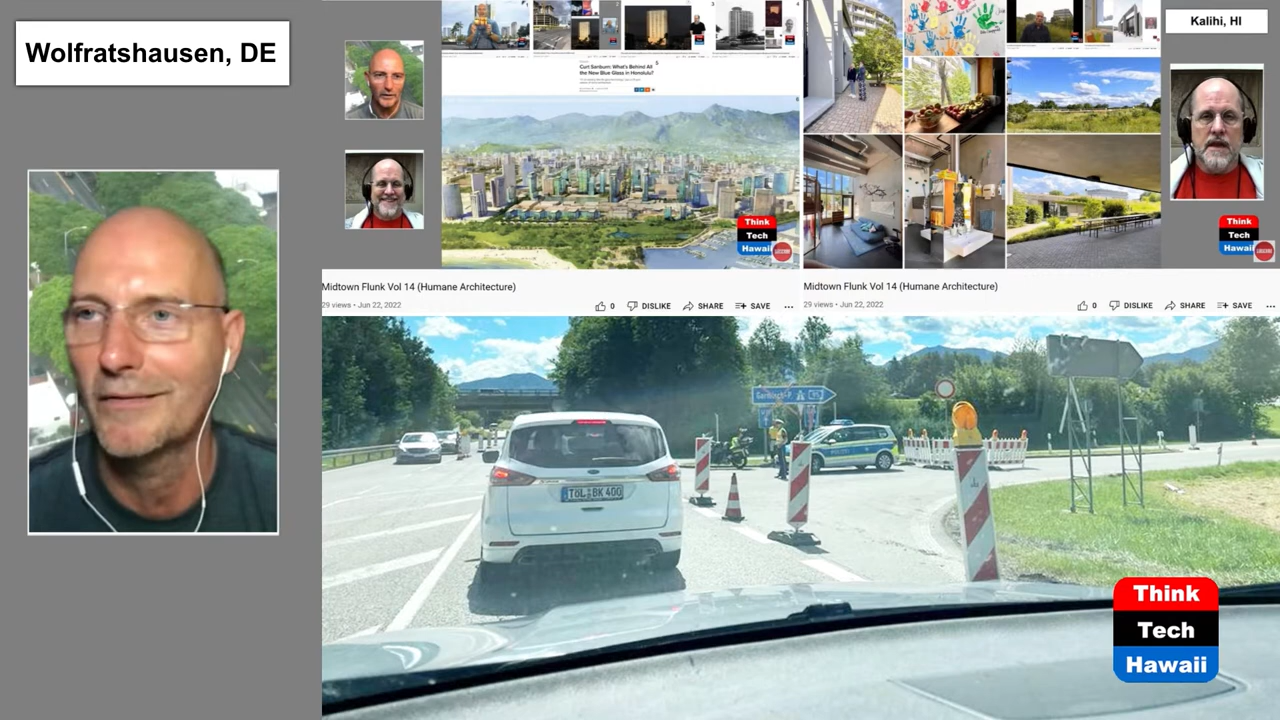 Wolfratshausen, DE
Curt Sanburn: What's Behind All
the New Blue Glass in Honolulu?
Think
Tech
Hawaii
Kalihi, HI
Think
Tech
Hawaii
Midtown Flunk Vol 14 (Humane Architecture)
29 views • Jun 22, 2022
0 DISLIKE SHARE SAVE
Midtown Flunk Vol 14 (Humane Architecture)
29 views • Jun 22, 2022
0 DISLIKE SHARE SAVE
Garmisch-P.
TÖL BK 400
Think
Tech
Hawaii